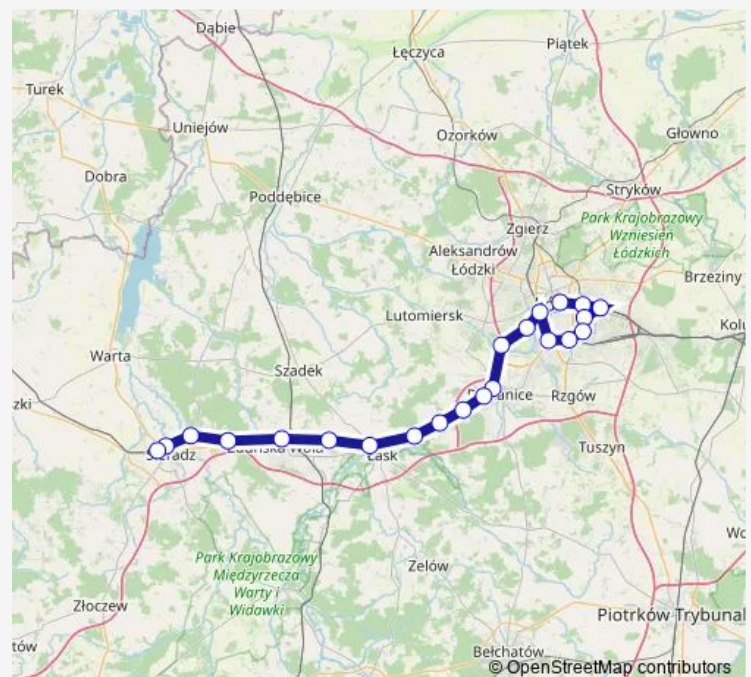 Dąbie
Piątek
Łęczyca
Turek
Uniejów
Ozorków
Głowno
Dobra
Poddębice
Stryków
Park Krajobrazowy
Wzniesień
Łódzkich
Zgierz
Aleksandrów
Łódzki
Brzeziny
Lutomiersk
Kolu
Warta
Szadek
Rzgów
zki
Łask
Tuszyn
Park Krajobrazowy
Międzyrzecza
Warty i
Widawki
Zelów
Złoczew
Piotrków Trybunal
tów
Bełchatów
© OpenStreetMap contributors